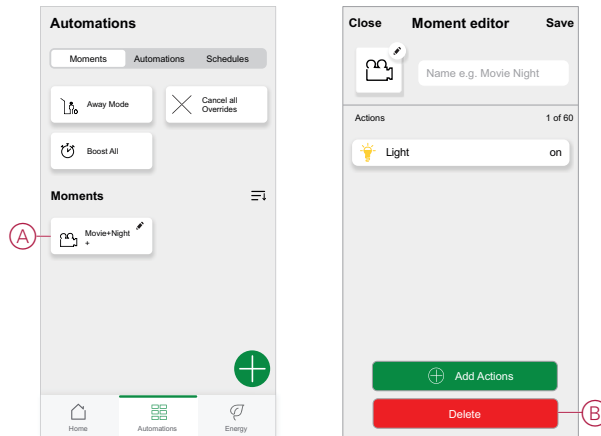 Automations
Moments Automations Schedules
Away Mode
Cancel all
Overrides
Boost All
Moments
A
Movie+Night
+
Home Automations Energy
Close Moment editor Save
Name e.g. Movie Night
Actions 1 of 60
Light on
Add Actions
Delete
B